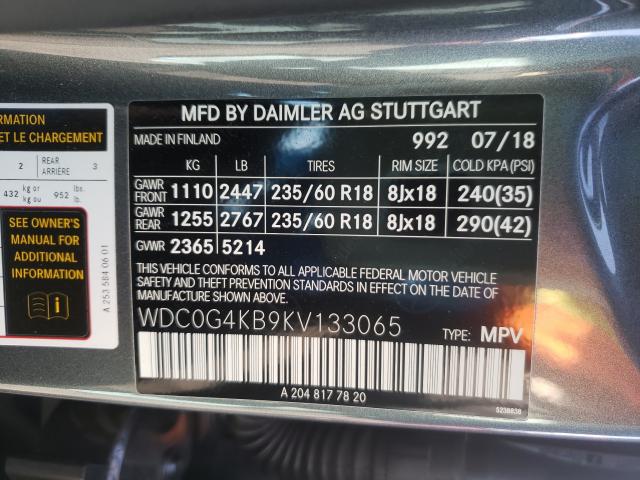 RMATION
ET LE CHARGEMENT
2 REAR ARRIÈRE 3
432 kg or ou 952 lbs. lb.
SEE OWNER'S
MANUAL FOR
ADDITIONAL
INFORMATION
A 253 584 06 01
MFD BY DAIMLER AG STUTTGART
MADE IN FINLAND 992 07/18
KG LB TIRES RIM SIZE COLD KPA(PSI)
GAWR FRONT 1110 2447 235/60 R18 8Jx18 240(35)
GAWR REAR 1255 2767 235/60 R18 8Jx18 290(42)
GVWR 2365 5214
THIS VEHICLE CONFORMS TO ALL APPLICABLE FEDERAL MOTOR VEHICLE
SAFETY AND THEFT PREVENTION STANDARDS IN EFFECT ON THE DATE
OF MANUFACTURE.
WDC0G4KB9KV133065 TYPE: MPV
A 204 817 78 20
5238838